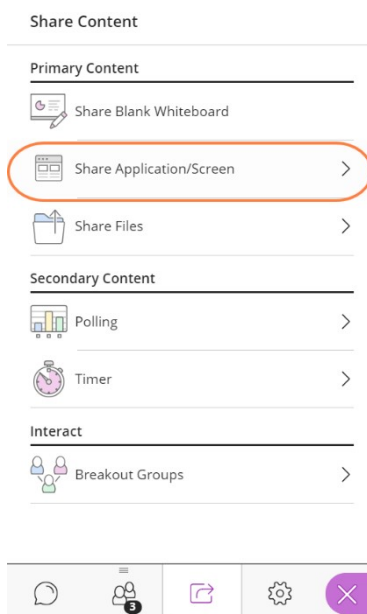 Share Content
Primary Content
Share Blank Whiteboard
Share Application/Screen
Share Files
Secondary Content
Polling
Timer
Interact
Breakout Groups
3